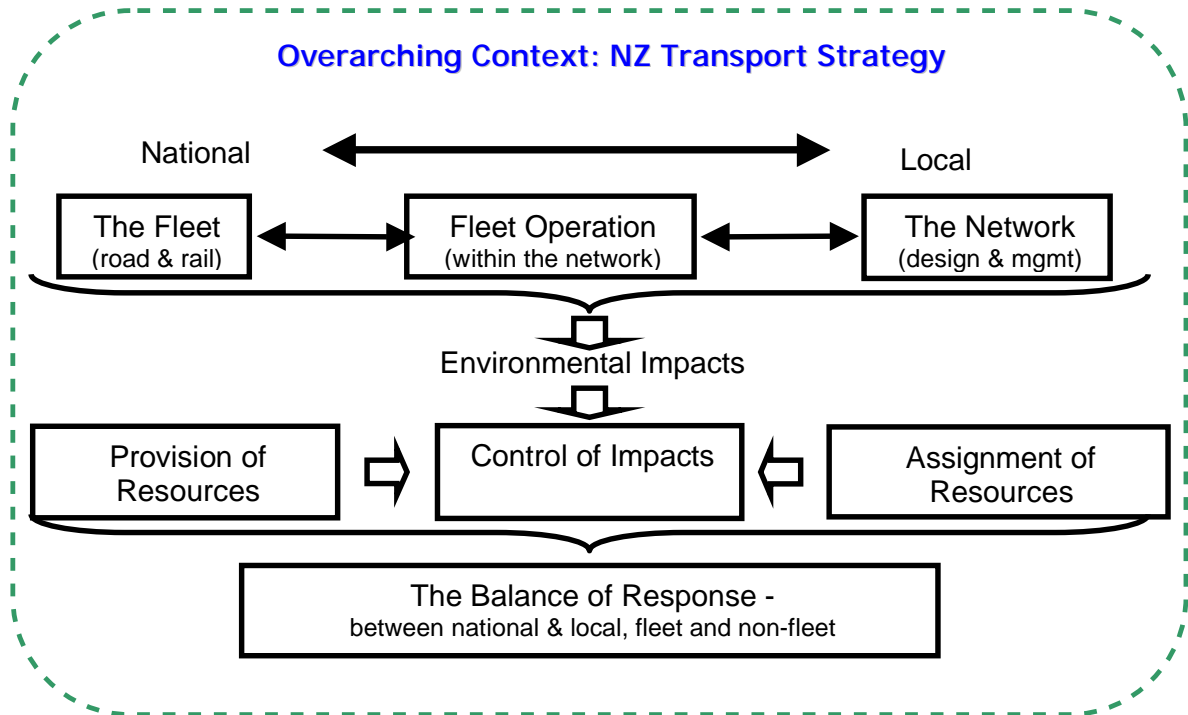 Overarching Context: NZ Transport Strategy
National
Local
The Fleet
(road & rail)
Fleet Operation
(within the network)
The Network
(design & mgmt)
Environmental Impacts
Provision of
Resources
Control of Impacts
Assignment of
Resources
The Balance of Response -
between national & local, fleet and non-fleet